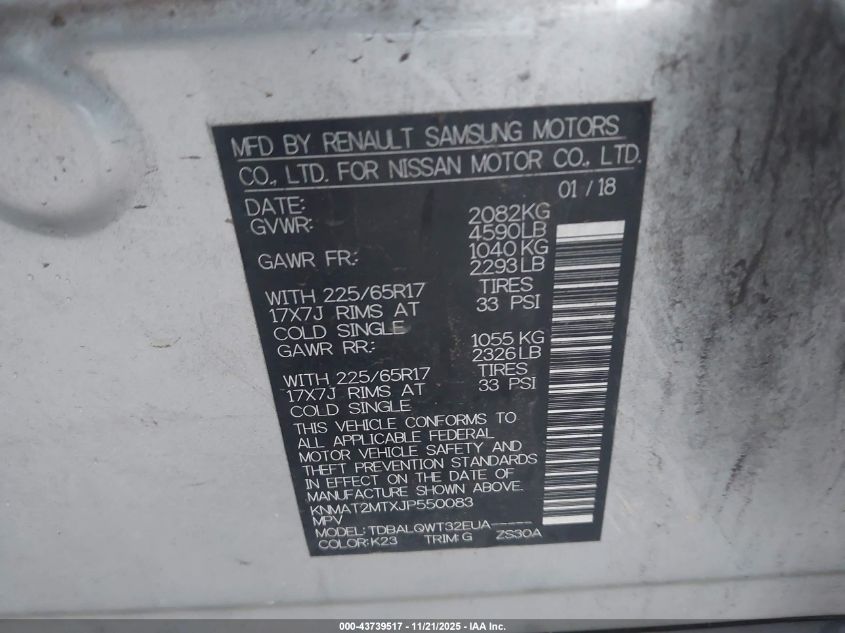 MFD BY RENAULT SAMSUNG MOTORS
CO., LTD. FOR NISSAN MOTOR CO., LTD.
DATE: 01 / 18
GVWR: 2082KG
4590LB
GAWR FR: 1040 KG
2293 LB
WITH 225/65R17 TIRES
17X7J RIMS AT 33 PSI
COLD SINGLE
GAWR RR: 1055 KG
2326 LB
WITH 225/65R17 TIRES
17X7J RIMS AT 33 PSI
COLD SINGLE
THIS VEHICLE CONFORMS TO
ALL APPLICABLE FEDERAL
MOTOR VEHICLE SAFETY AND
THEFT PREVENTION STANDARDS
IN EFFECT ON THE DATE OF
MANUFACTURE SHOWN ABOVE.
KNMAT2MTXJP550083
MPV
MODEL: TDBALQWT32EUA-----
COLOR: K23 TRIM: G ZS30A
000-43739517 - 11/21/2025 - IAA Inc.